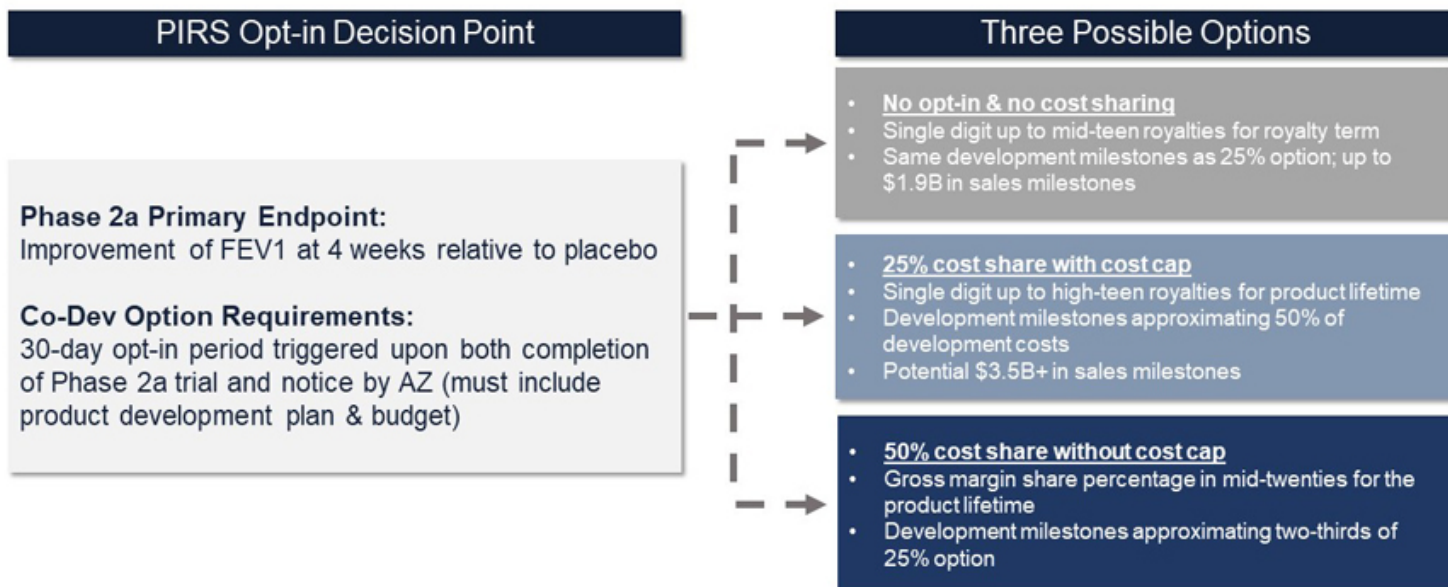 PIRS Opt-in Decision Point
Phase 2a Primary Endpoint:
Improvement of FEV1 at 4 weeks relative to placebo
Co-Dev Option Requirements:
30-day opt-in period triggered upon both completion
of Phase 2a trial and notice by AZ (must include
product development plan & budget)
Three Possible Options
• No opt-in & no cost sharing
• Single digit up to mid-teen royalties for royalty term
• Same development milestones as 25% option; up to
$1.9B in sales milestones
• 25% cost share with cost cap
• Single digit up to high-teen royalties for product lifetime
• Development milestones approximating 50% of
development costs
• Potential $3.5B+ in sales milestones
• 50% cost share without cost cap
• Gross margin share percentage in mid-twenties for the
product lifetime
• Development milestones approximating two-thirds of
25% option